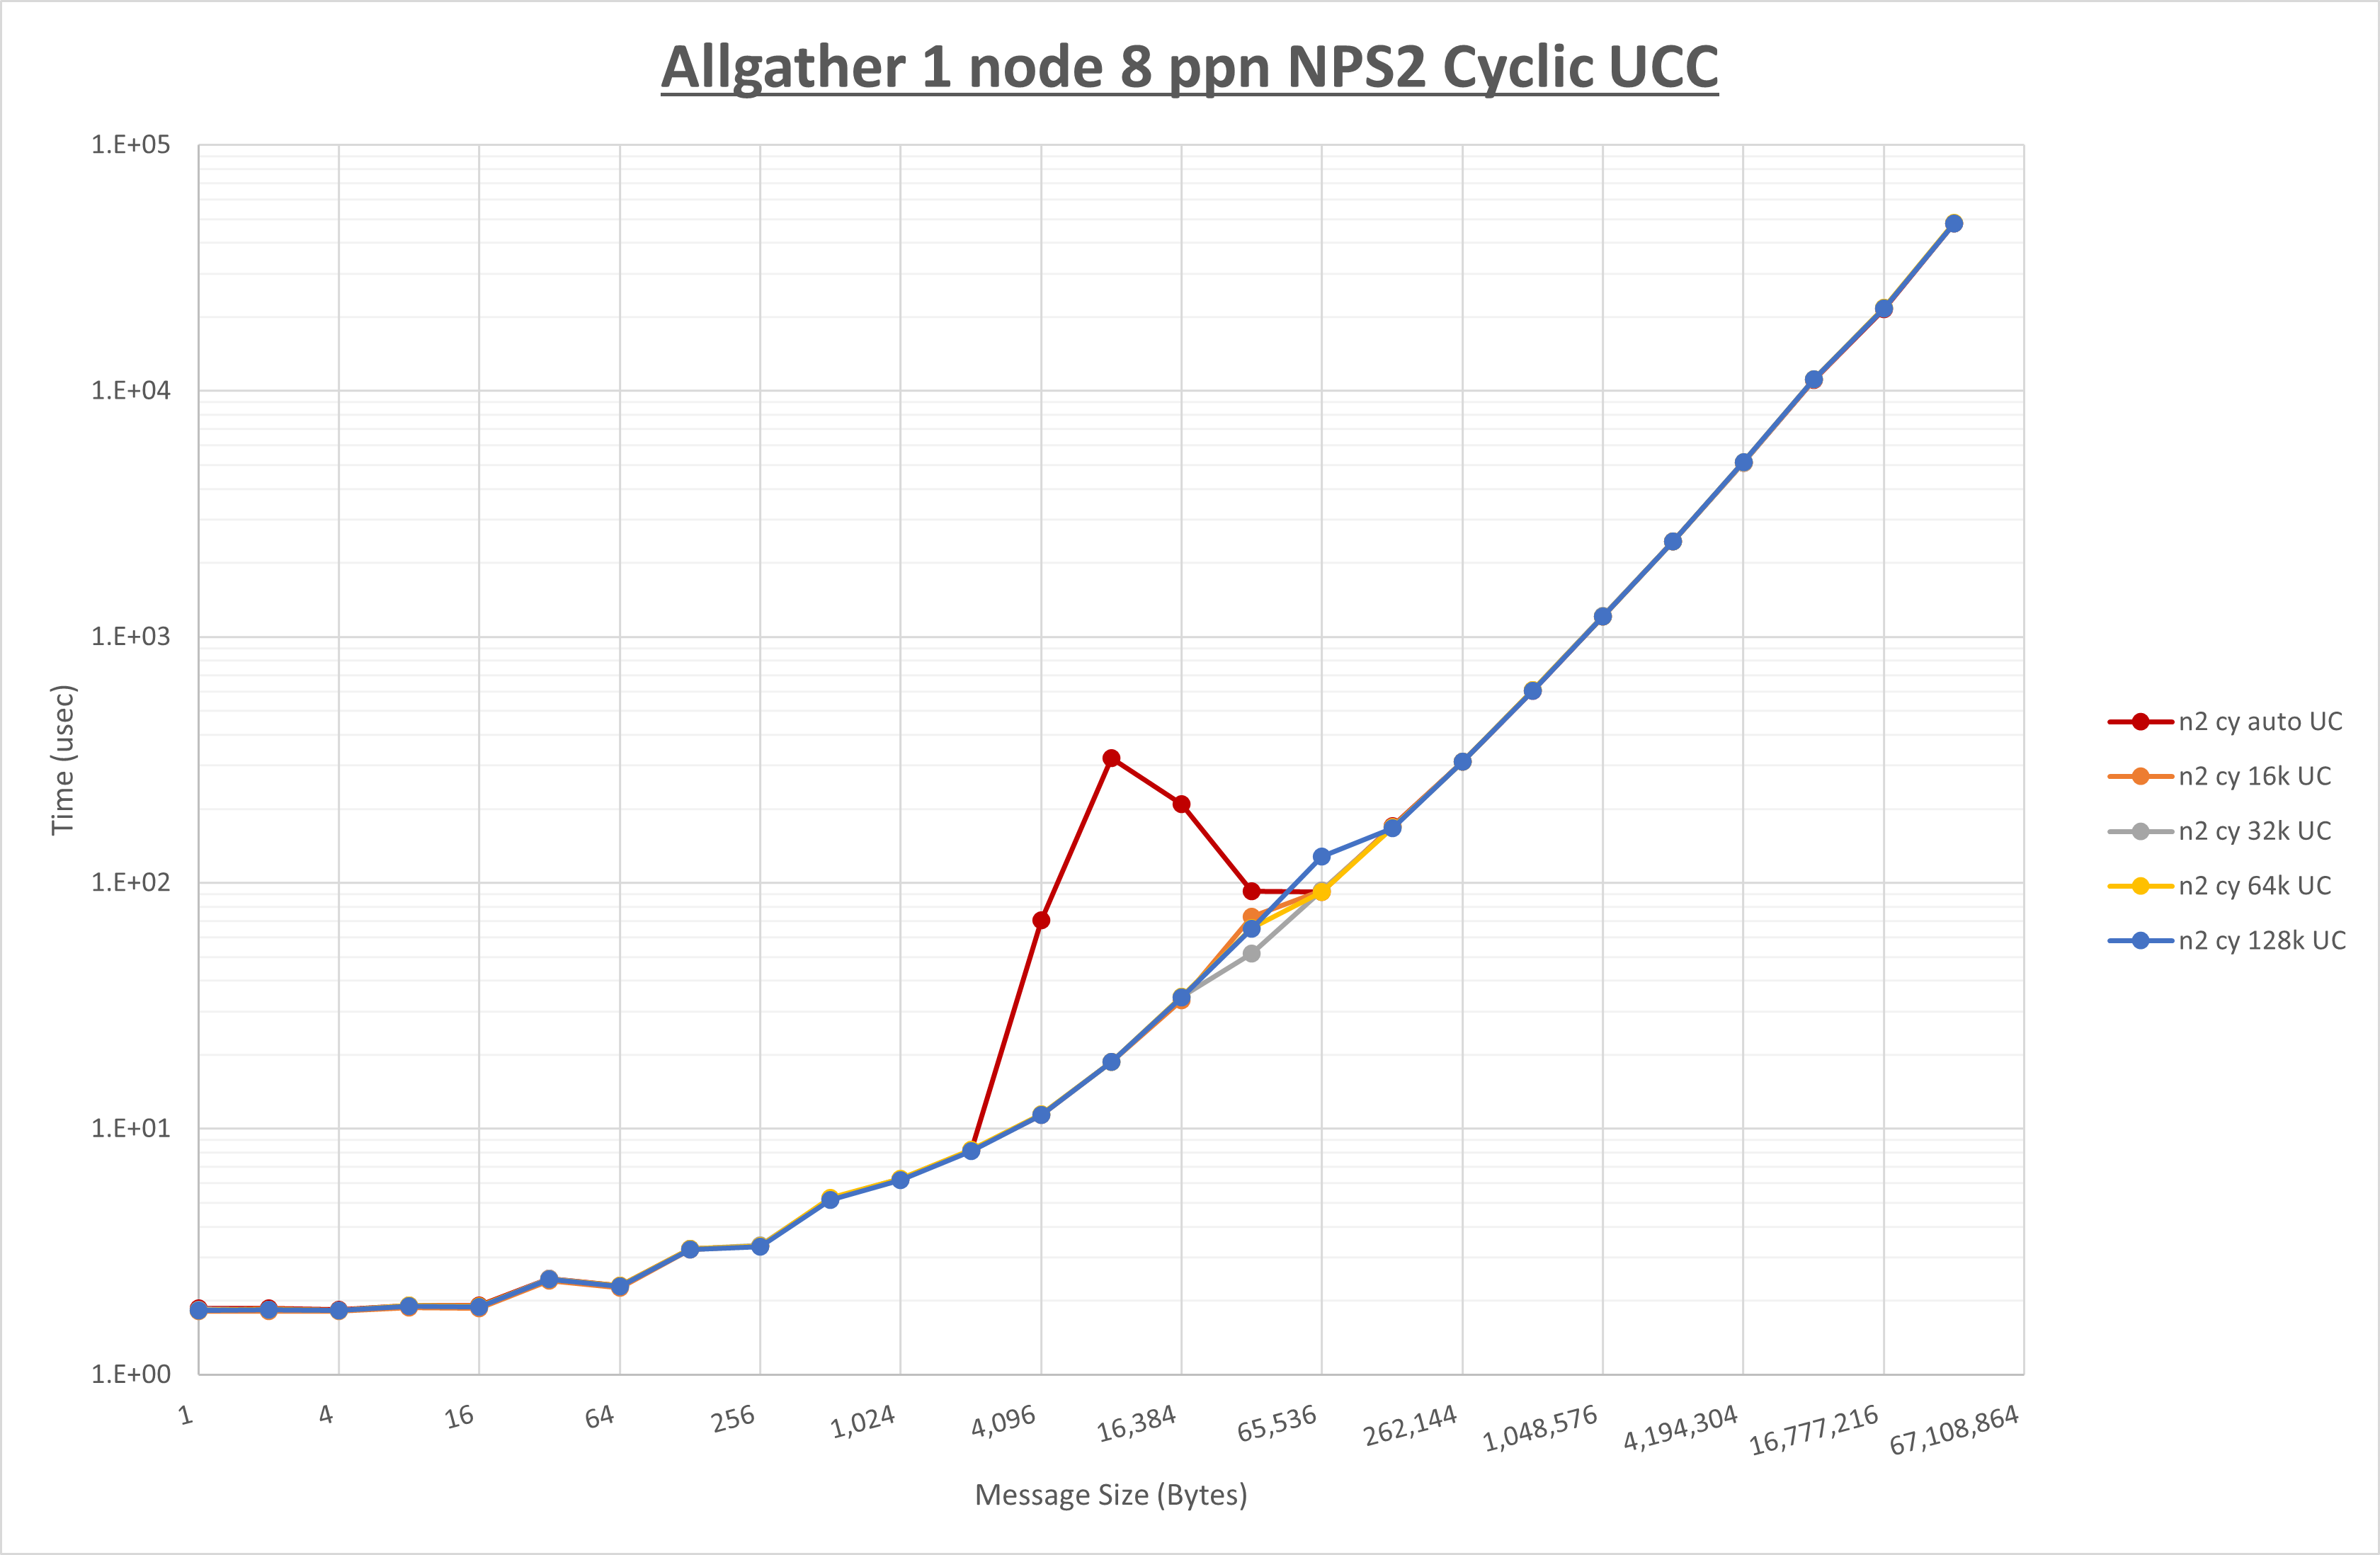 Allgather 1 node 8 ppn NPS2 Cyclic UCC
1.E+05
1.E+04
1.E+03
1.E+02
1.E+01
1.E+00
Time (usec)
1 4 16 64 256 1,024 4,096 16,384 65,536 262,144 1,048,576 4,194,304 16,777,216 67,108,864
Message Size (Bytes)
n2 cy auto UC
n2 cy 16k UC
n2 cy 32k UC
n2 cy 64k UC
n2 cy 128k UC